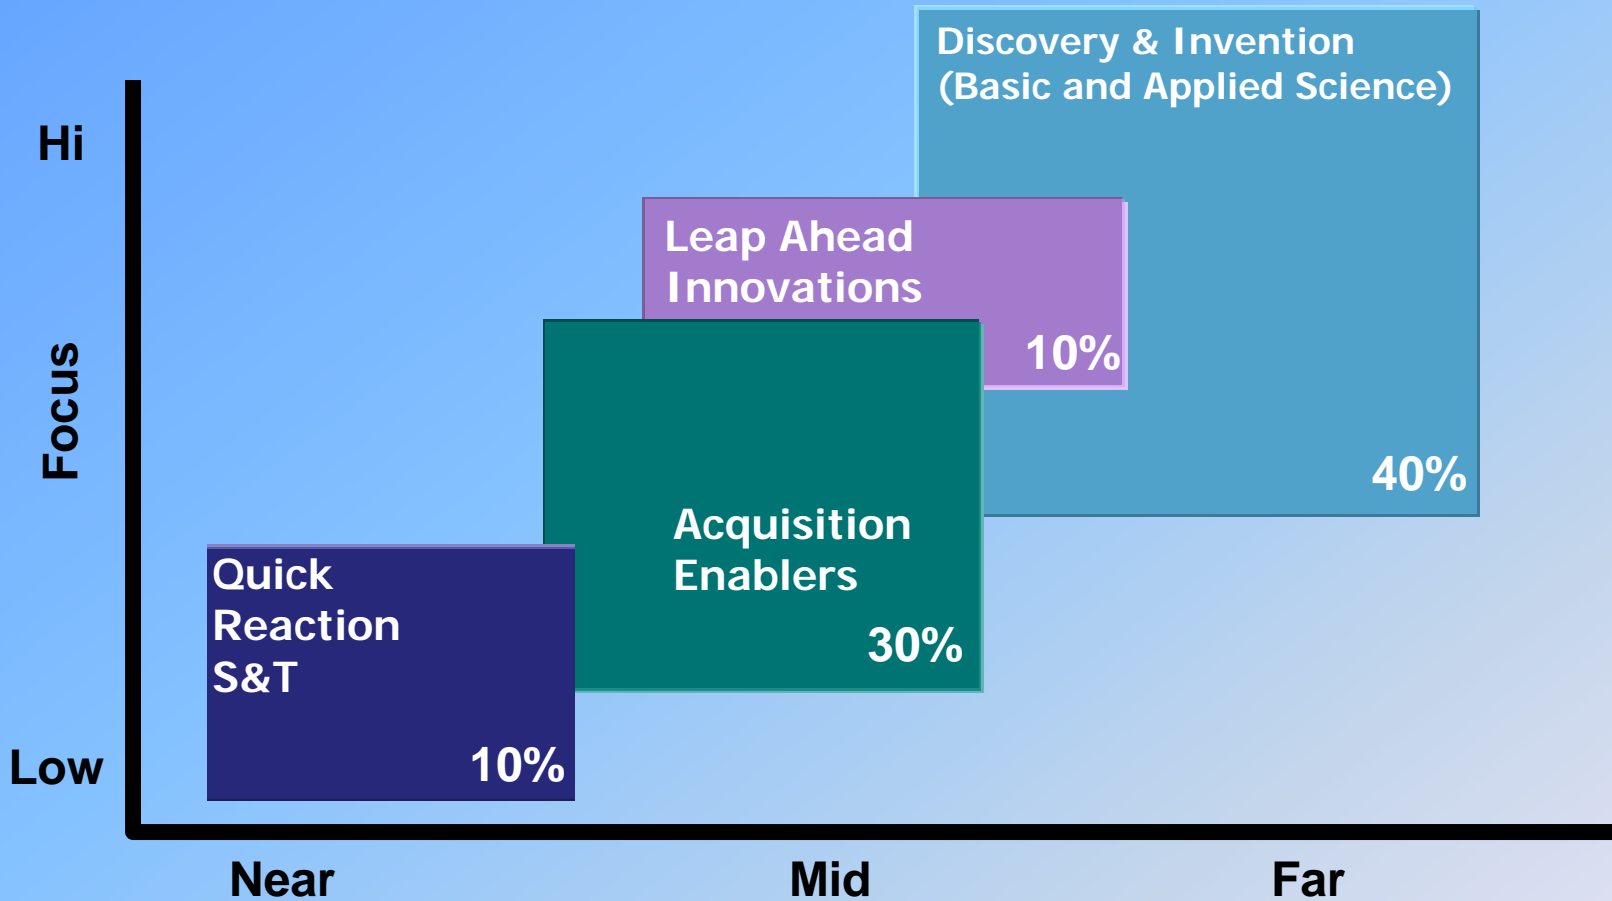 Discovery & Invention
(Basic and Applied Science)
40%
Hi
Leap Ahead
Innovations
10%
Focus
Acquisition
Enablers
30%
Quick
Reaction
S&T
10%
Low
Near
Mid
Far